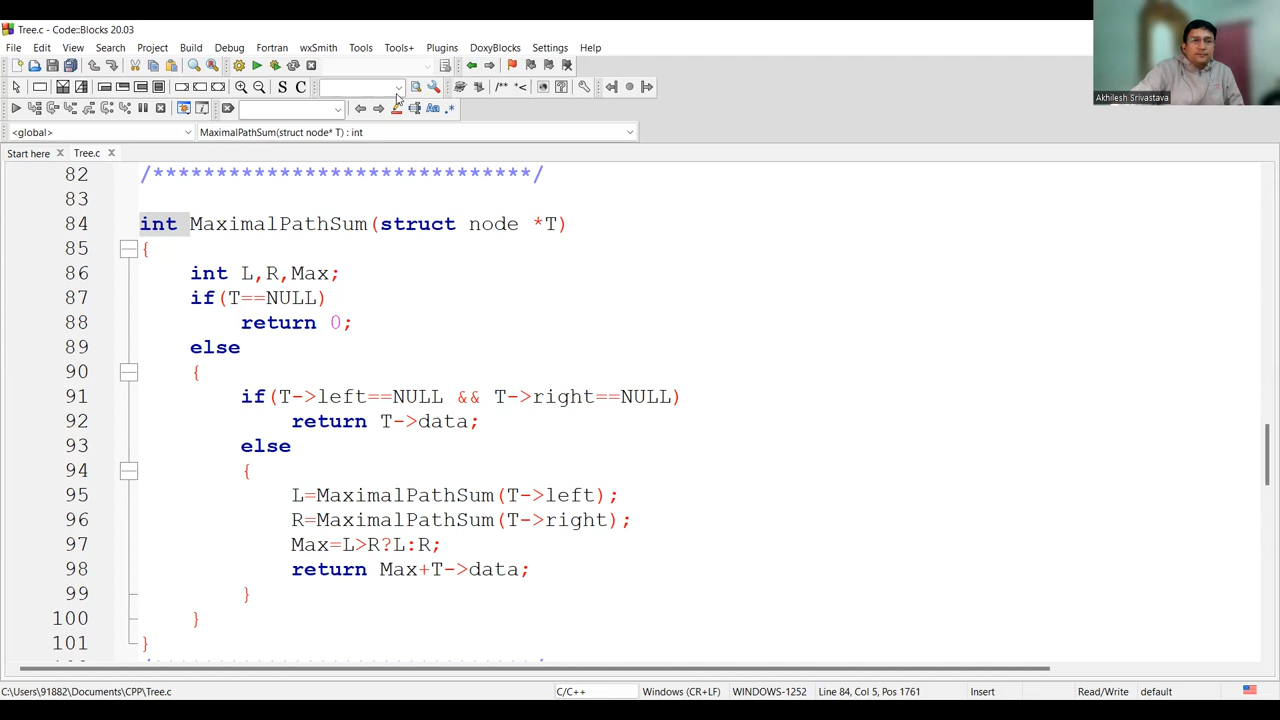 Tree.c - Code::Blocks 20.03
File Edit View Search Project Build Debug Fortran wxSmith Tools Tools+ Plugins DoxyBlocks Settings Help
S C /** *<
Aa .*
<global> MaximalPathSum(struct node* T) : int
Start here Tree.c
Akhilesh Srivastava
82 /******************************/
83
84 int MaximalPathSum(struct node *T)
85 {
86 int L,R,Max;
87 if(T==NULL)
88 return 0;
89 else
90 {
91 if(T->left==NULL && T->right==NULL)
92 return T->data;
93 else
94 {
95 L=MaximalPathSum(T->left);
96 R=MaximalPathSum(T->right);
97 Max=L>R?L:R;
98 return Max+T->data;
99 }
100 }
101 }
C:\Users\91882\Documents\CPP\Tree.c C/C++ Windows (CR+LF) WINDOWS-1252 Line 84, Col 5, Pos 1761 Insert Read/Write default